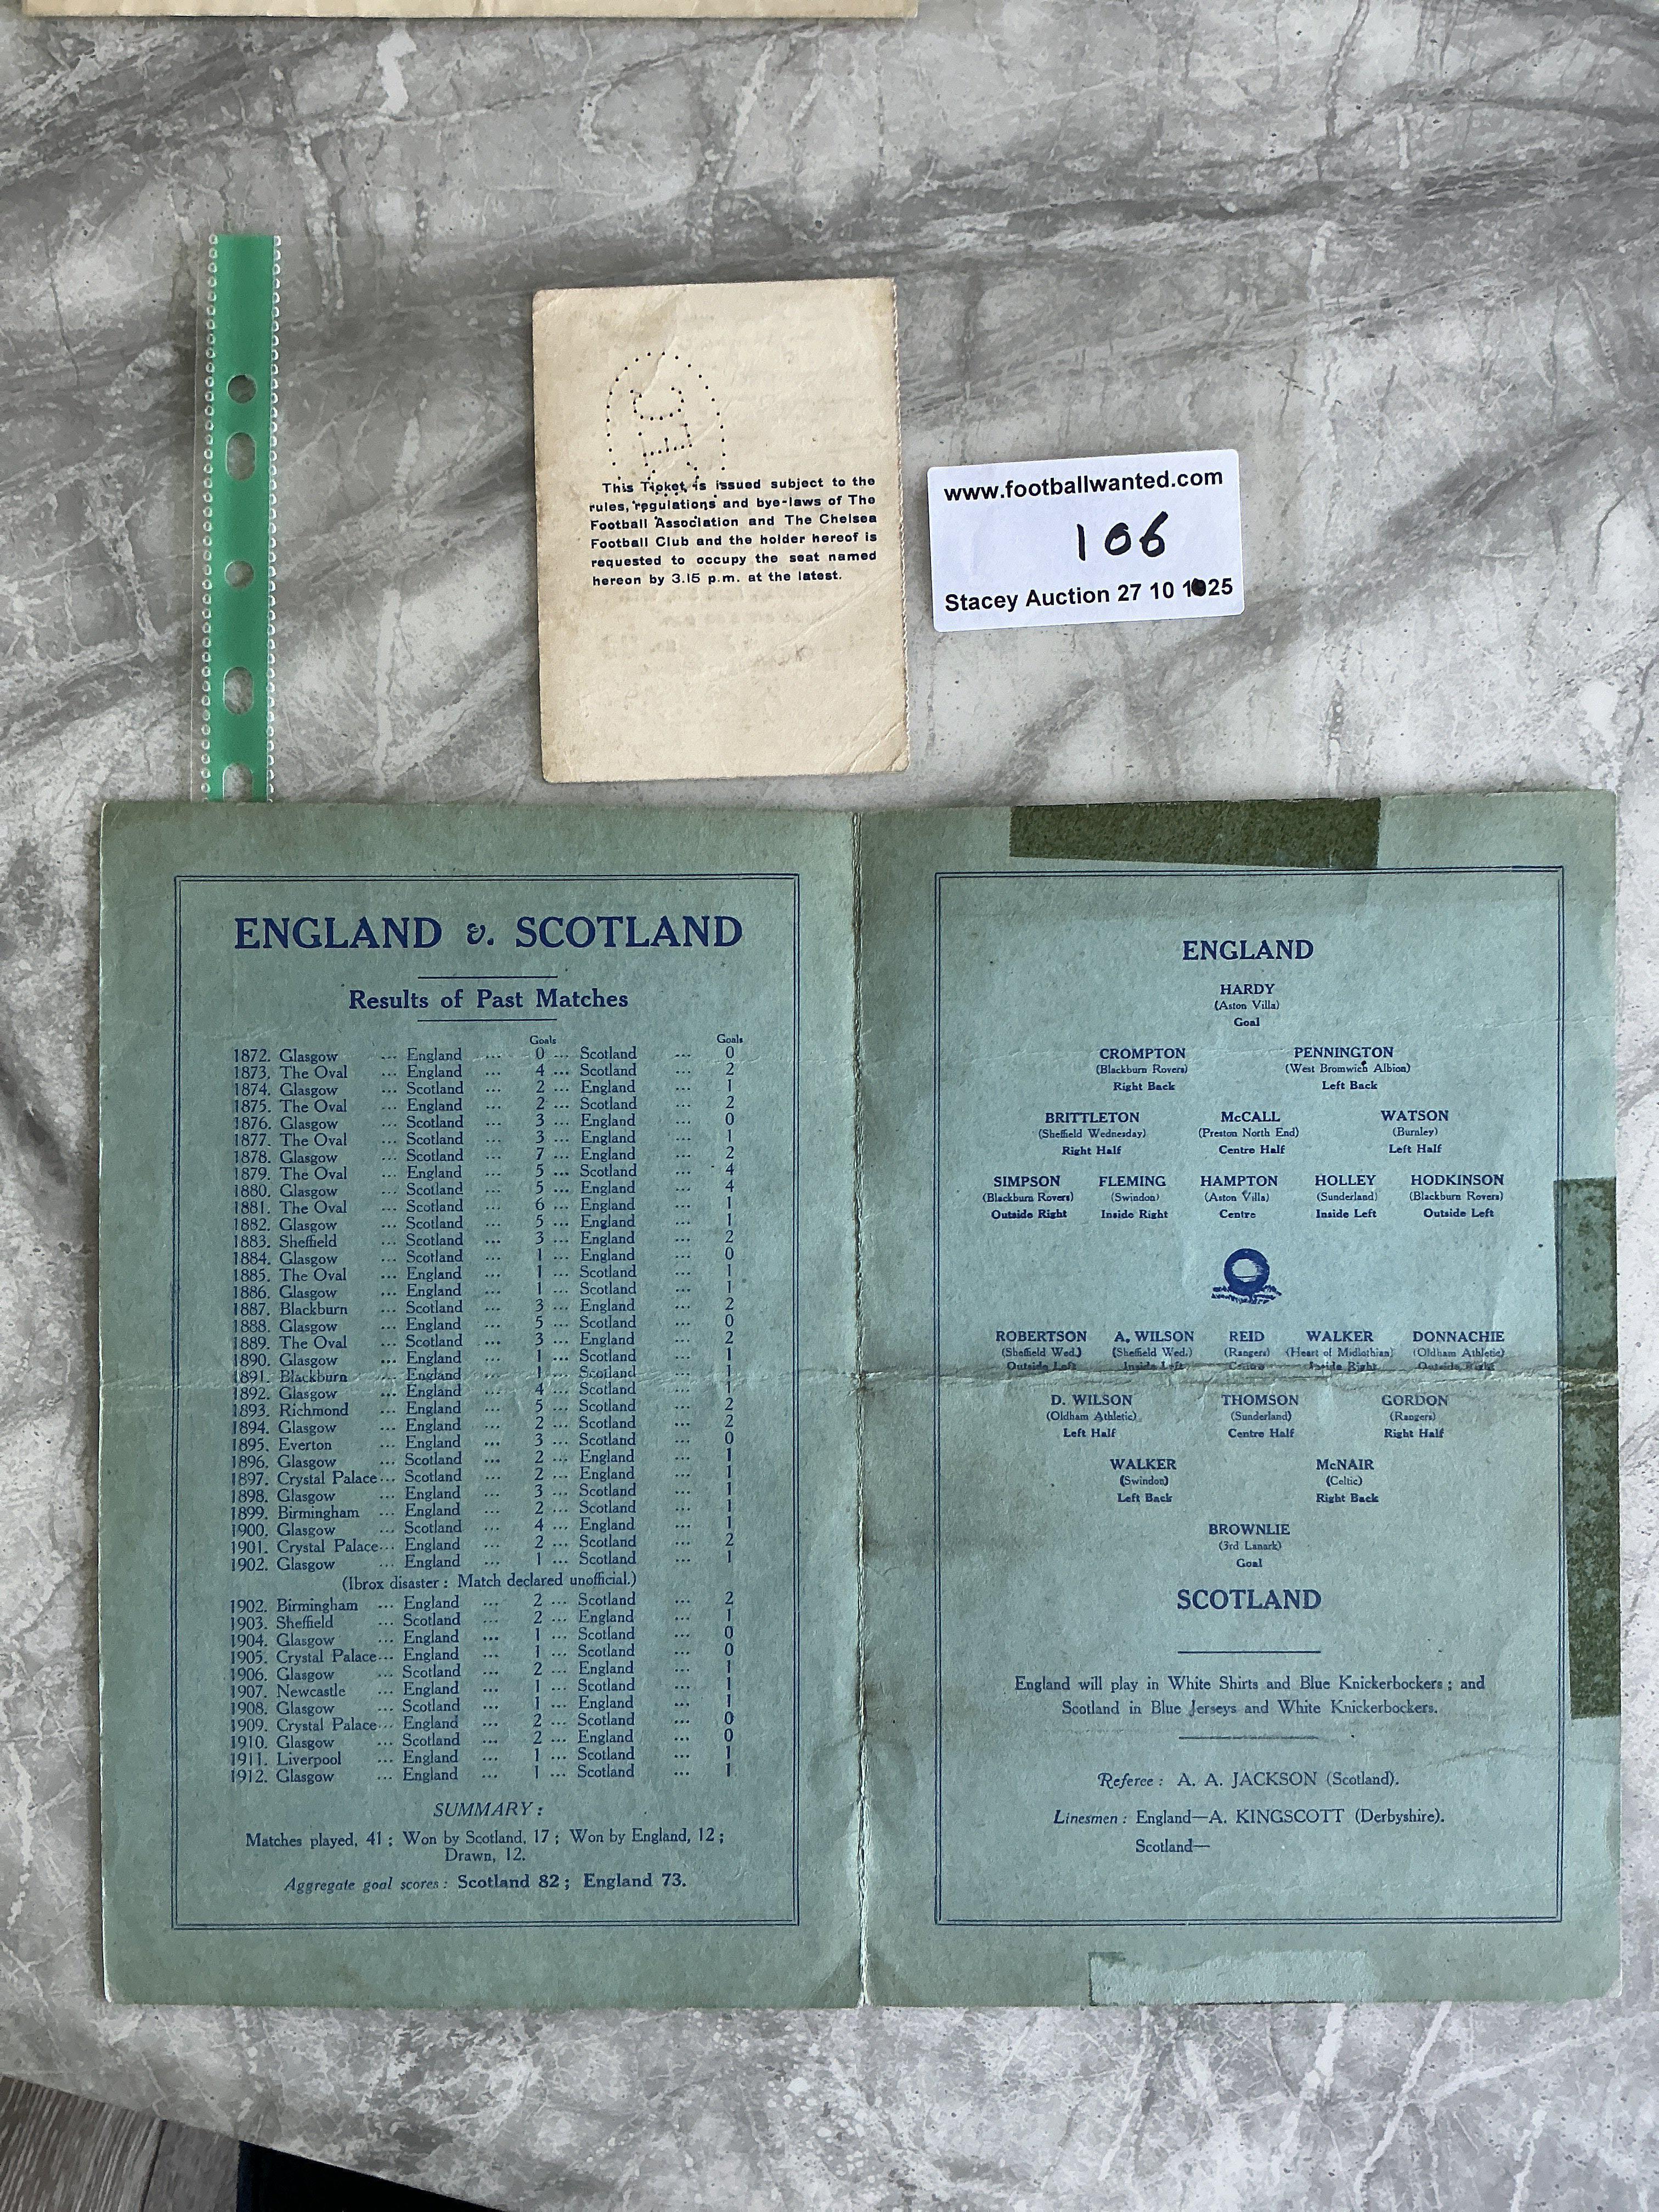 This Ticket is issued subject to the
rules, regulations and bye-laws of The
Football Association and The Chelsea
Football Club and the holder hereof is
requested to occupy the seat named
hereon by 3.15 p.m. at the latest.
www.footballwanted.com
106
Stacey Auction 27 10 1025
ENGLAND v. SCOTLAND
Results of Past Matches
Goals Goals
1872. Glasgow ... England ... 0 ... Scotland ... 0
1873. The Oval ... England ... 4 ... Scotland ... 2
1874. Glasgow ... Scotland ... 2 ... England ... 1
1875. The Oval ... England ... 2 ... Scotland ... 2
1876. Glasgow ... Scotland ... 3 ... England ... 0
1877. The Oval ... Scotland ... 3 ... England ... 1
1878. Glasgow ... Scotland ... 7 ... England ... 2
1879. The Oval ... England ... 5 ... Scotland ... 4
1880. Glasgow ... Scotland ... 5 ... England ... 4
1881. The Oval ... Scotland ... 6 ... England ... 1
1882. Glasgow ... Scotland ... 5 ... England ... 1
1883. Sheffield ... Scotland ... 3 ... England ... 2
1884. Glasgow ... Scotland ... 1 ... England ... 0
1885. The Oval ... England ... 1 ... Scotland ... 1
1886. Glasgow ... England ... 1 ... Scotland ... 1
1887. Blackburn ... Scotland ... 3 ... England ... 2
1888. Glasgow ... England ... 5 ... Scotland ... 0
1889. The Oval ... Scotland ... 3 ... England ... 2
1890. Glasgow ... England ... 1 ... Scotland ... 1
1891. Blackburn ... England ... 1 ... Scotland ... 1
1892. Glasgow ... England ... 4 ... Scotland ... 1
1893. Richmond ... England ... 5 ... Scotland ... 2
1894. Glasgow ... England ... 2 ... Scotland ... 2
1895. Everton ... England ... 3 ... Scotland ... 0
1896. Glasgow ... Scotland ... 2 ... England ... 1
1897. Crystal Palace ... Scotland ... 2 ... England ... 1
1898. Glasgow ... England ... 3 ... Scotland ... 1
1899. Birmingham ... England ... 2 ... Scotland ... 1
1900. Glasgow ... Scotland ... 4 ... England ... 1
1901. Crystal Palace ... England ... 2 ... Scotland ... 2
1902. Glasgow ... England ... 1 ... Scotland ... 1
(Ibrox disaster : Match declared unofficial.)
1902. Birmingham ... England ... 2 ... Scotland ... 2
1903. Sheffield ... Scotland ... 2 ... England ... 1
1904. Glasgow ... England ... 1 ... Scotland ... 0
1905. Crystal Palace ... England ... 1 ... Scotland ... 0
1906. Glasgow ... Scotland ... 2 ... England ... 1
1907. Newcastle ... England ... 1 ... Scotland ... 1
1908. Glasgow ... Scotland ... 1 ... England ... 1
1909. Crystal Palace ... England ... 2 ... Scotland ... 0
1910. Glasgow ... Scotland ... 2 ... England ... 0
1911. Liverpool ... England ... 1 ... Scotland ... 1
1912. Glasgow ... England ... 1 ... Scotland ... 1
SUMMARY :
Matches played, 41 ; Won by Scotland, 17 ; Won by England, 12 ;
Drawn, 12.
Aggregate goal scores : Scotland 82 ; England 73.
ENGLAND
HARDY
(Aston Villa)
Goal
CROMPTON PENNINGTON
(Blackburn Rovers) (West Bromwich Albion)
Right Back Left Back
BRITTLETON McCALL WATSON
(Sheffield Wednesday) (Preston North End) (Burnley)
Right Half Centre Half Left Half
SIMPSON FLEMING HAMPTON HOLLEY HODKINSON
(Blackburn Rovers) (Swindon) (Aston Villa) (Sunderland) (Blackburn Rovers)
Outside Right Inside Right Centre Inside Left Outside Left
ROBERTSON A. WILSON REID WALKER DONNACHIE
(Sheffield Wed.) (Sheffield Wed.) (Rangers) (Heart of Midlothian) (Oldham Athletic)
Outside Left Inside Left Centre Inside Right Outside Right
D. WILSON THOMSON GORDON
(Oldham Athletic) (Sunderland) (Rangers)
Left Half Centre Half Right Half
WALKER McNAIR
(Swindon) (Celtic)
Left Back Right Back
BROWNLIE
(3rd Lanark)
Goal
SCOTLAND
England will play in White Shirts and Blue Knickerbockers ; and
Scotland in Blue Jerseys and White Knickerbockers.
Referee : A. A. JACKSON (Scotland).
Linesmen : England—A. KINGSCOTT (Derbyshire).
Scotland—